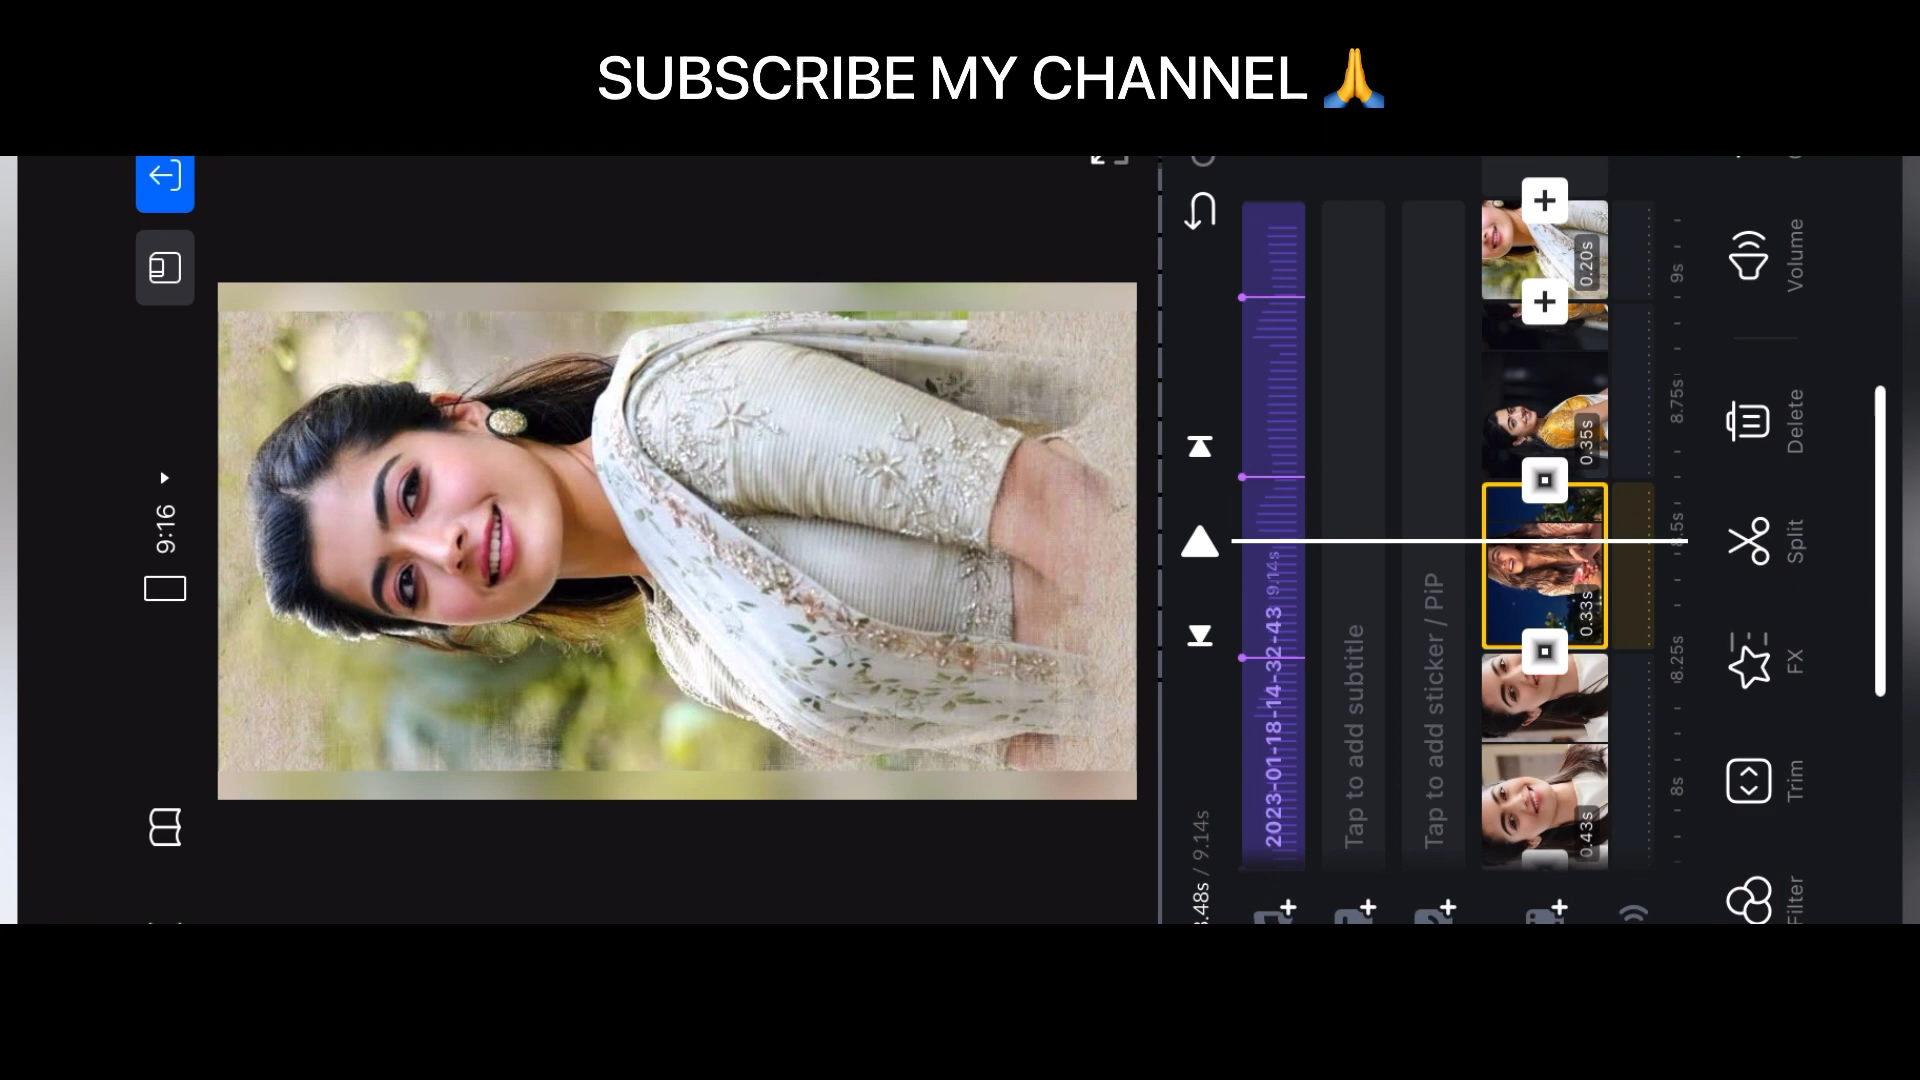 SUBSCRIBE MY CHANNEL 🙏
9:16
.48s / 9.14s
2023-01-18-14-32-43 9.14s
Tap to add subtitle
Tap to add sticker / PiP
0.43s
0.33s
0.35s
0.20s
8s
8.25s
8.75s
9s
Filter
Trim
FX
Split
Delete
Volume